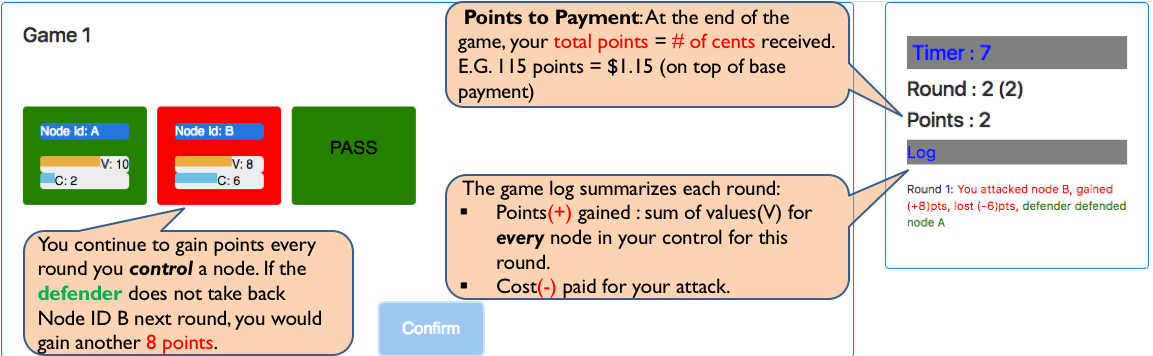 Game 1
Node Id: A
V: 10
C: 2
Node Id: B
V: 8
C: 6
PASS
You continue to gain points every
round you control a node. If the
defender does not take back
Node ID B next round, you would
gain another 8 points.
Confirm
Points to Payment: At the end of the
game, your total points = # of cents received.
E.G. 115 points = $1.15 (on top of base
payment)
The game log summarizes each round:
▪ Points(+) gained : sum of values(V) for
every node in your control for this
round.
▪ Cost(-) paid for your attack.
Timer : 7
Round : 2 (2)
Points : 2
Log
Round 1: You attacked node B, gained
(+8)pts, lost (-6)pts, defender defended
node A